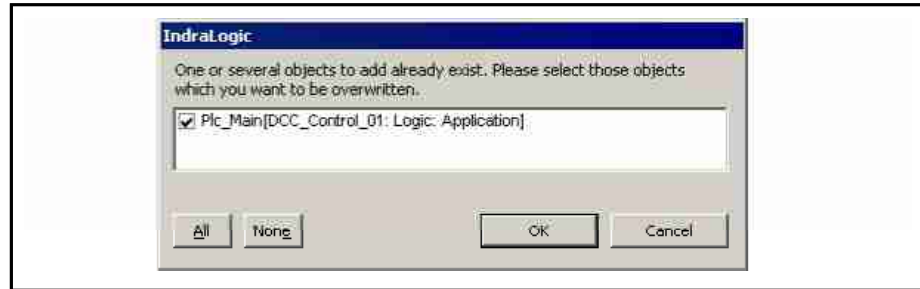 IndraLogic
One or several objects to add already exist. Please select those objects
which you want to be overwritten.
Plc_Main[DCC_Control_01: Logic: Application]
All None OK Cancel